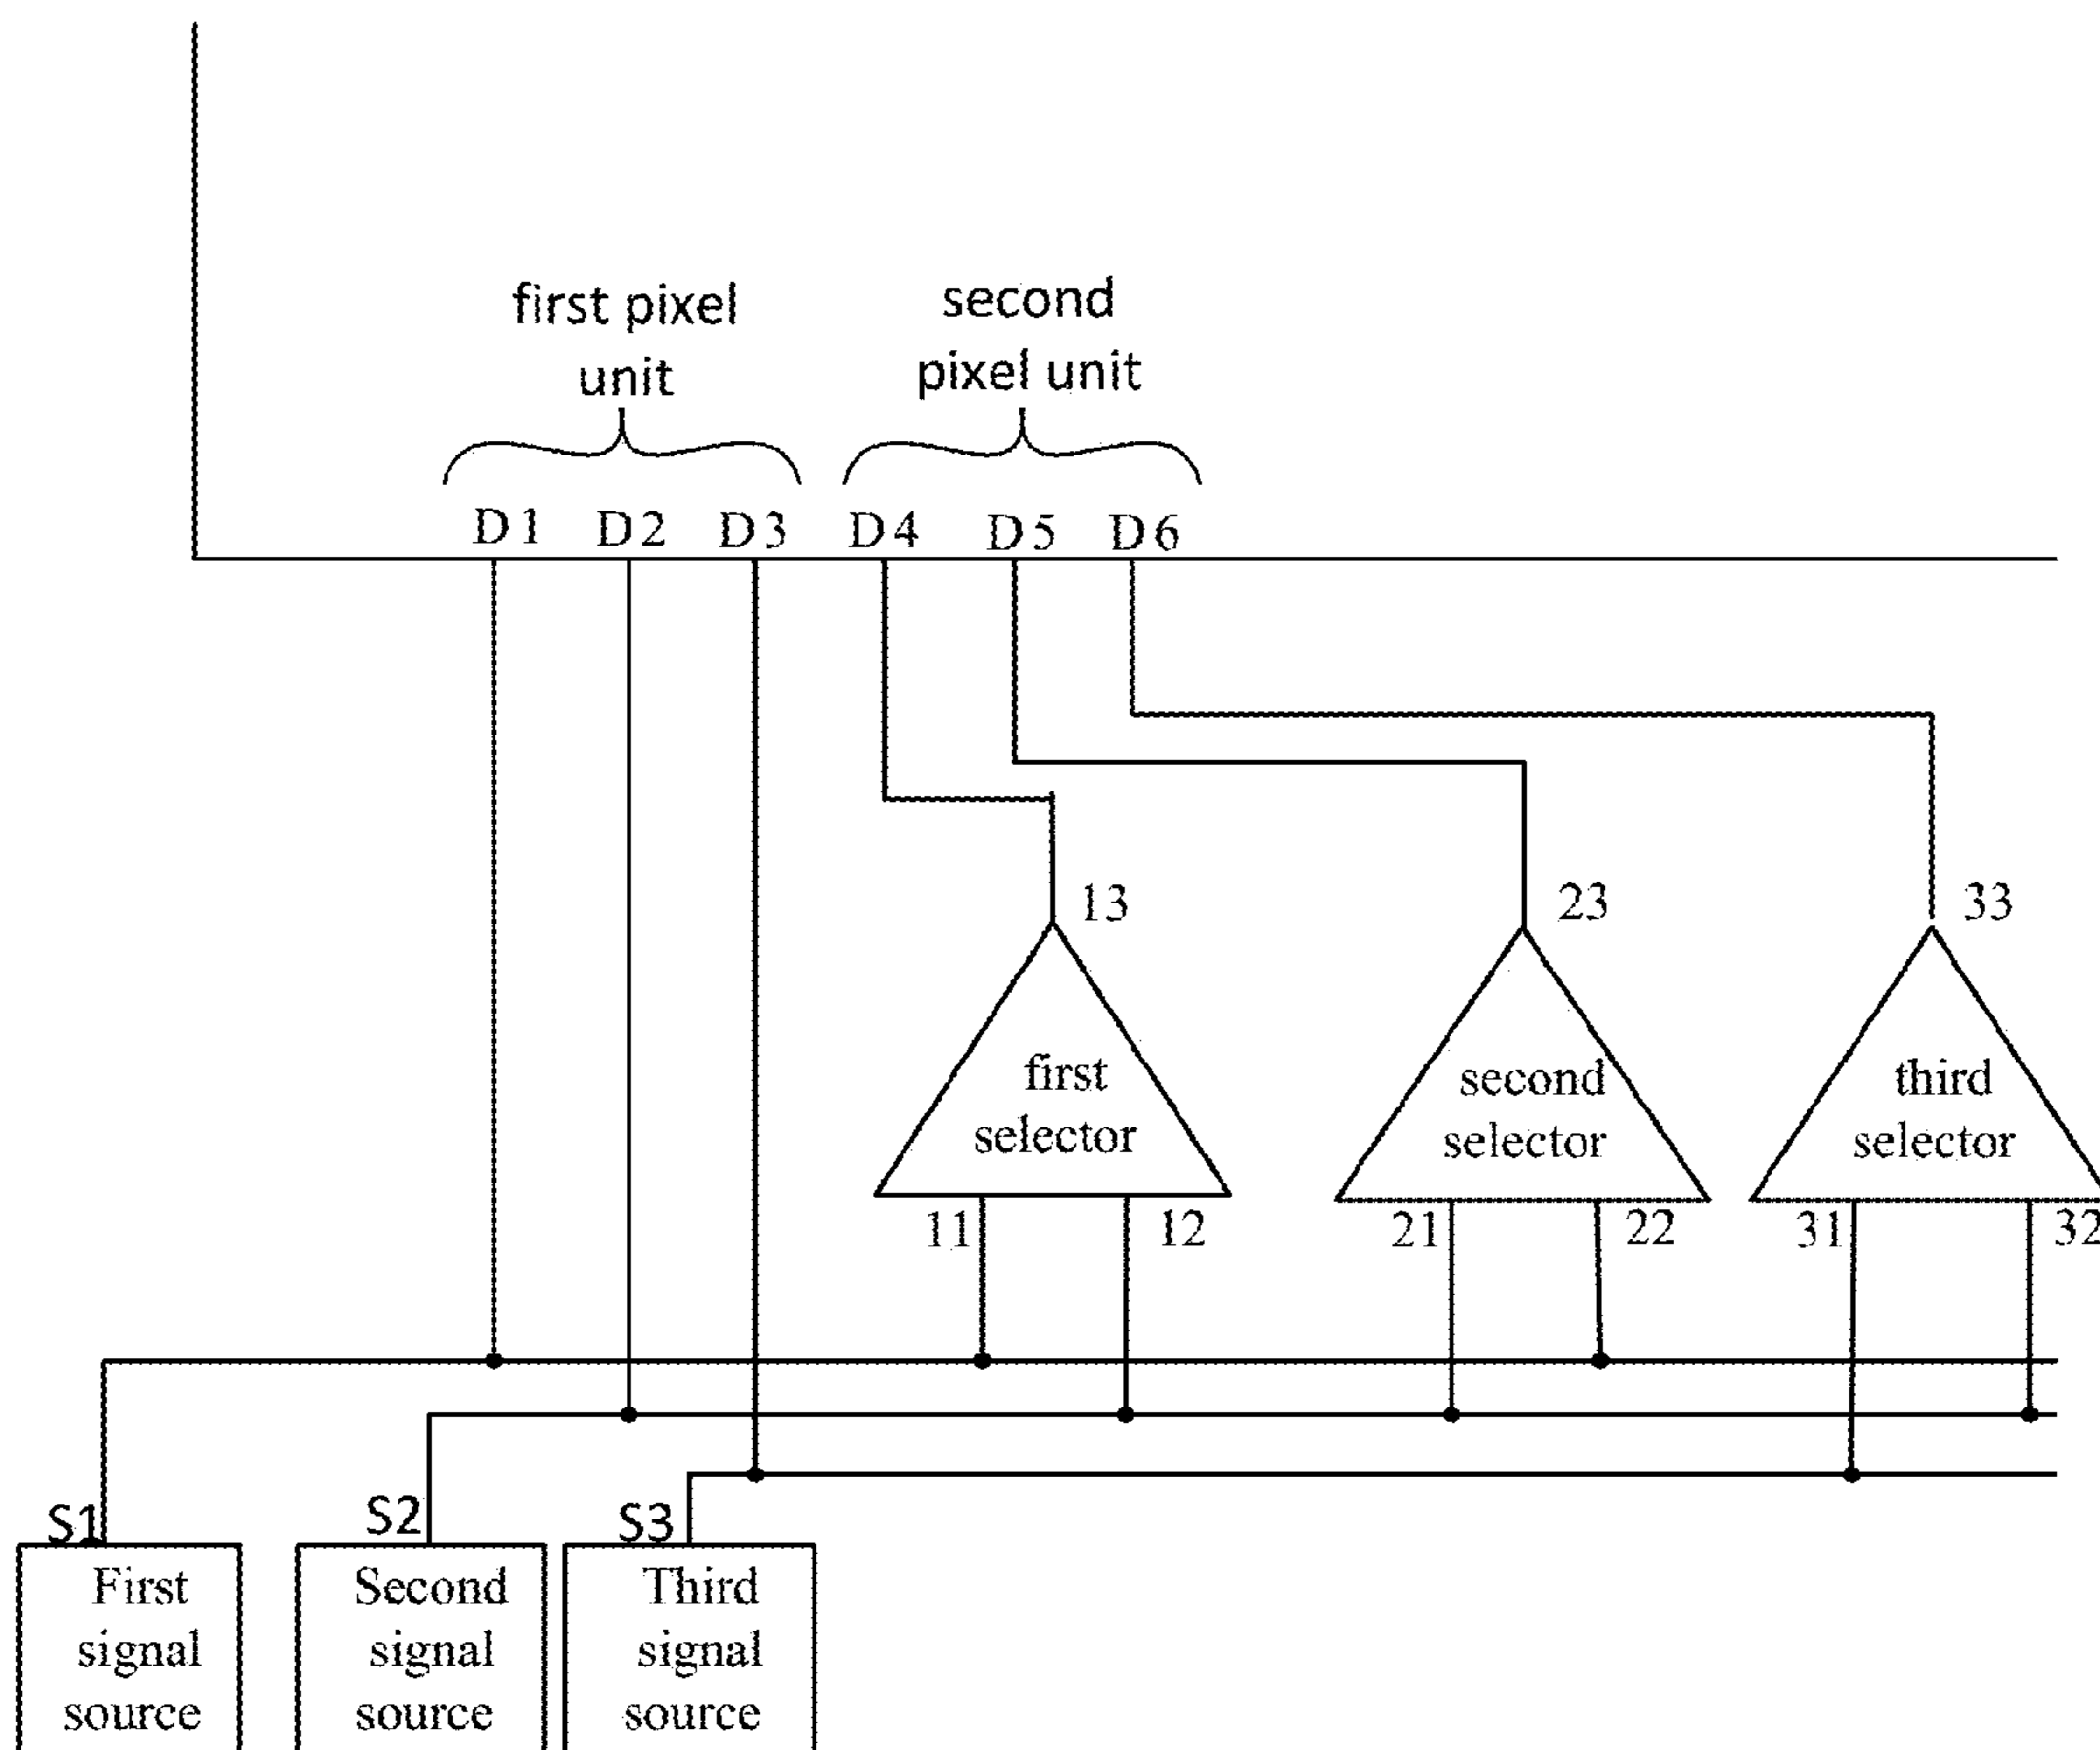 first pixel
unit
second
pixel unit
D1 D2 D3 D4 D5 D6
13 23 33
first
selector
second
selector
third
selector
11 12 21 22 31 32
S1 S2 S3
First
signal
source
Second
signal
source
Third
signal
source